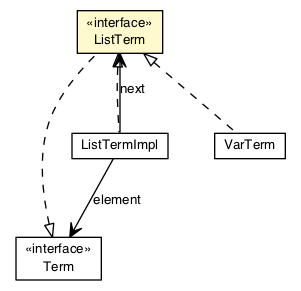 «interface»
ListTerm
next
ListTermImpl
VarTerm
element
«interface»
Term